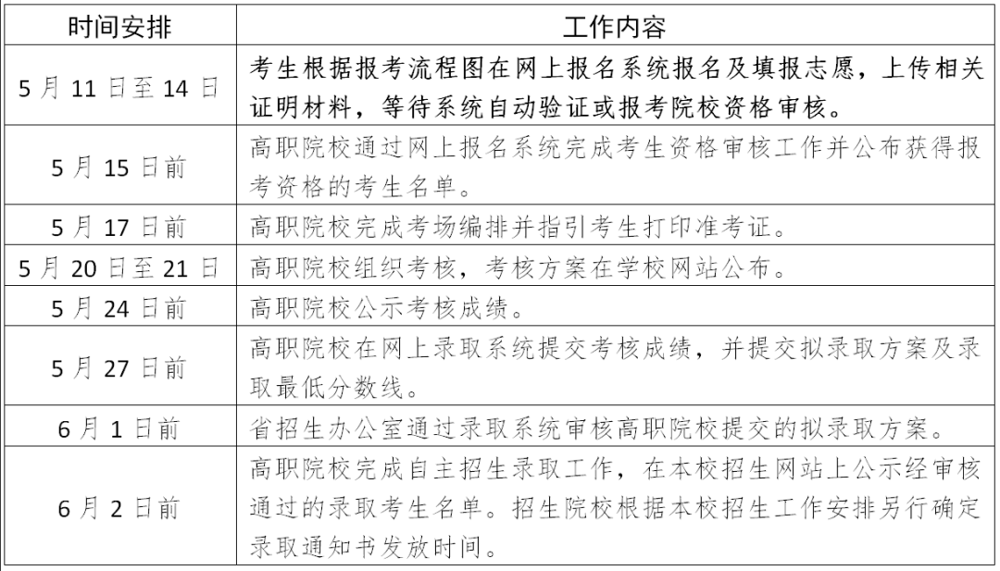 时间安排
工作内容
5 月 11 日至 14 日
考生根据报考流程图在网上报名系统报名及填报志愿，上传相关
证明材料，等待系统自动验证或报考院校资格审核。
5 月 15 日前
高职院校通过网上报名系统完成考生资格审核工作并公布获得报
考资格的考生名单。
5 月 17 日前
高职院校完成考场编排并指引考生打印准考证。
5 月 20 日至 21 日
高职院校组织考核，考核方案在学校网站公布。
5 月 24 日前
高职院校公示考核成绩。
5 月 27 日前
高职院校在网上录取系统提交考核成绩，并提交拟录取方案及录
取最低分数线。
6 月 1 日前
省招生办公室通过录取系统审核高职院校提交的拟录取方案。
6 月 2 日前
高职院校完成自主招生录取工作，在本校招生网站上公示经审核
通过的录取考生名单。招生院校根据本校招生工作安排另行确定
录取通知书发放时间。